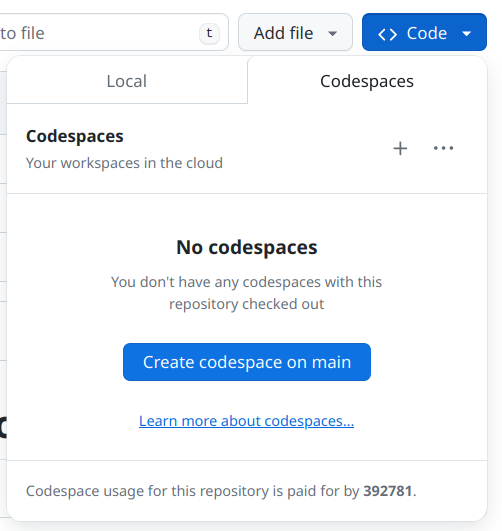 to file t Add file Code
Local Codespaces
Codespaces
Your workspaces in the cloud
No codespaces
You don't have any codespaces with this
repository checked out
Create codespace on main
Learn more about codespaces...
Codespace usage for this repository is paid for by 392781.